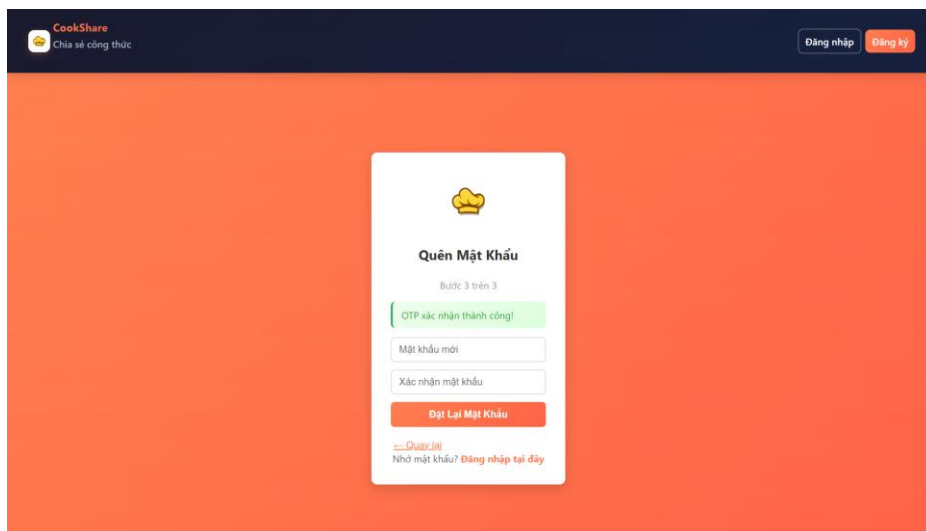 CookShare
Chia sẻ công thức
Đăng nhập
Đăng ký
Quên Mật Khẩu
Bước 3 trên 3
OTP xác nhận thành công!
Mật khẩu mới
Xác nhận mật khẩu
Đặt Lại Mật Khẩu
← Quay lại
Nhớ mật khẩu? Đăng nhập tại đây